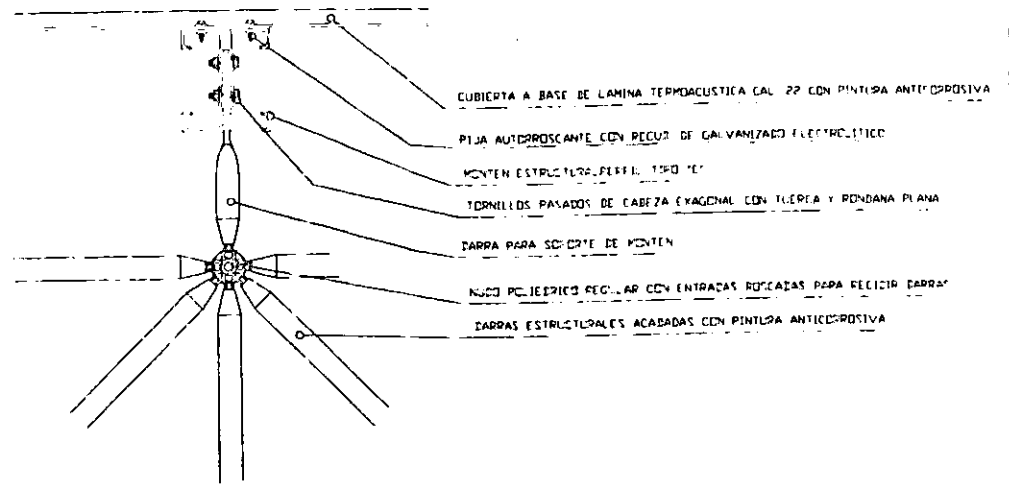 CUBIERTA A BASE DE LAMINA TERMOACUSTICA CAL 22 CON PINTURA ANTICORROSIVA
PIJA AUTORROSCANTE CON RECUB DE GALVANIZADO ELECTROLITICO
MONTEN ESTRUCTURAL PERFIL TIPO "C"
TORNILLOS PASADOS DE CABEZA EXAGONAL CON TUERCA Y RONDANA PLANA
BARRA PARA SOPORTE DE MONTEN
NUDO POLIEDRICO REGULAR CON ENTRADAS ROSCADAS PARA RECIBIR BARRAS
BARRAS ESTRUCTURALES ACABADAS CON PINTURA ANTICORROSIVA